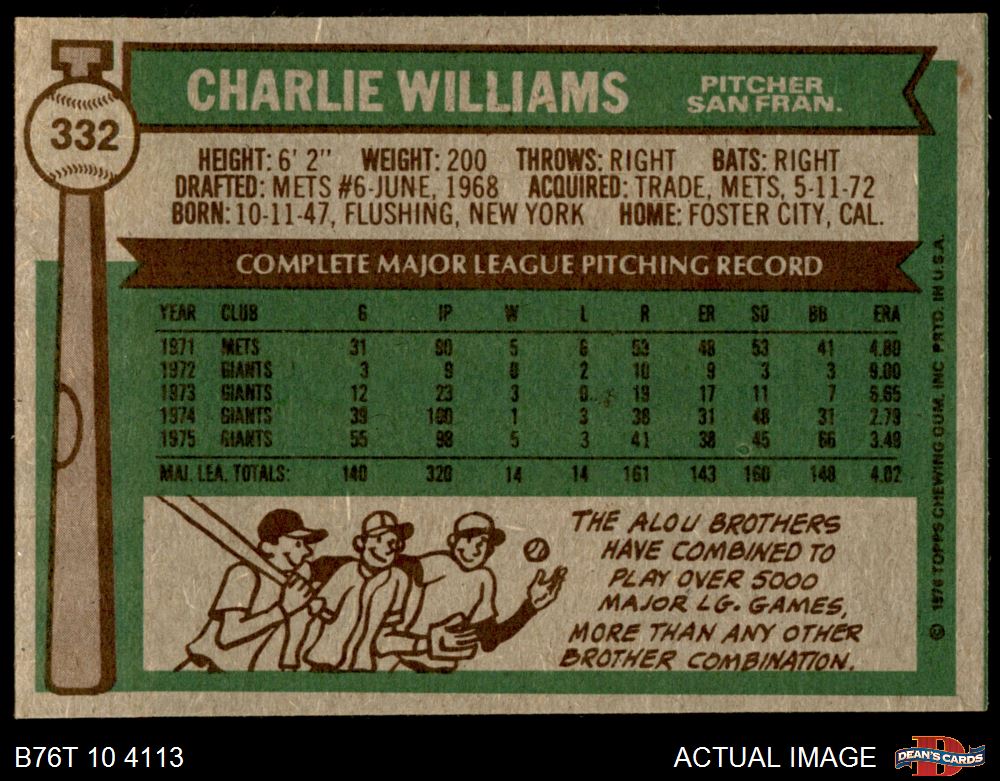 332
CHARLIE WILLIAMS
PITCHER
SAN FRAN.
HEIGHT: 6' 2" WEIGHT: 200 THROWS: RIGHT BATS: RIGHT
DRAFTED: METS #6-JUNE, 1968 ACQUIRED: TRADE, METS, 5-11-72
BORN: 10-11-47, FLUSHING, NEW YORK HOME: FOSTER CITY, CAL.
COMPLETE MAJOR LEAGUE PITCHING RECORD
YEAR CLUB G IP W L R ER SO BB ERA
1971 METS 31 90 5 6 53 48 53 41 4.80
1972 GIANTS 3 9 0 2 10 9 3 3 9.00
1973 GIANTS 12 23 3 0 19 17 11 7 6.65
1974 GIANTS 39 100 1 3 38 31 48 31 2.79
1975 GIANTS 55 98 5 3 41 38 45 66 3.49
MAJ. LEA. TOTALS: 140 320 14 14 161 143 160 148 4.02
THE ALOU BROTHERS
HAVE COMBINED TO
PLAY OVER 5000
MAJOR LG. GAMES,
MORE THAN ANY OTHER
BROTHER COMBINATION.
© 1976 TOPPS CHEWING GUM, INC PRTD. IN U.S.A.
B76T 10 4113
ACTUAL IMAGE
D
DEAN'S CARDS